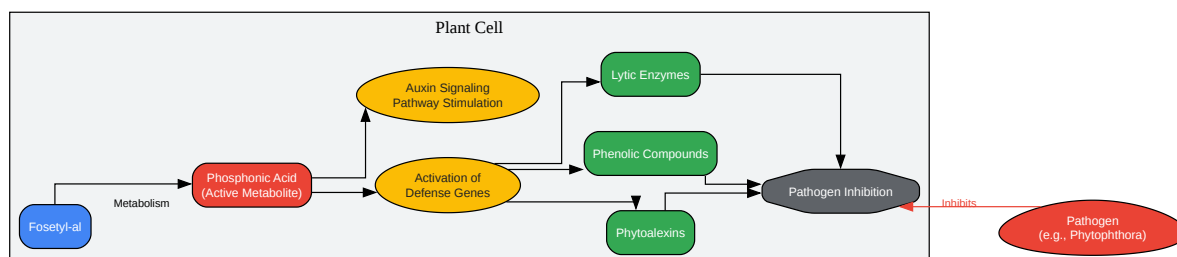 Plant Cell
Lytic Enzymes
Auxin Signaling
Pathway Stimulation
Phenolic Compounds
Phosphonic Acid
(Active Metabolite)
Activation of
Defense Genes
Pathogen Inhibition
Metabolism
Inhibits
Fosetyl-al
Phytoalexins
Pathogen
(e.g., Phytophthora)